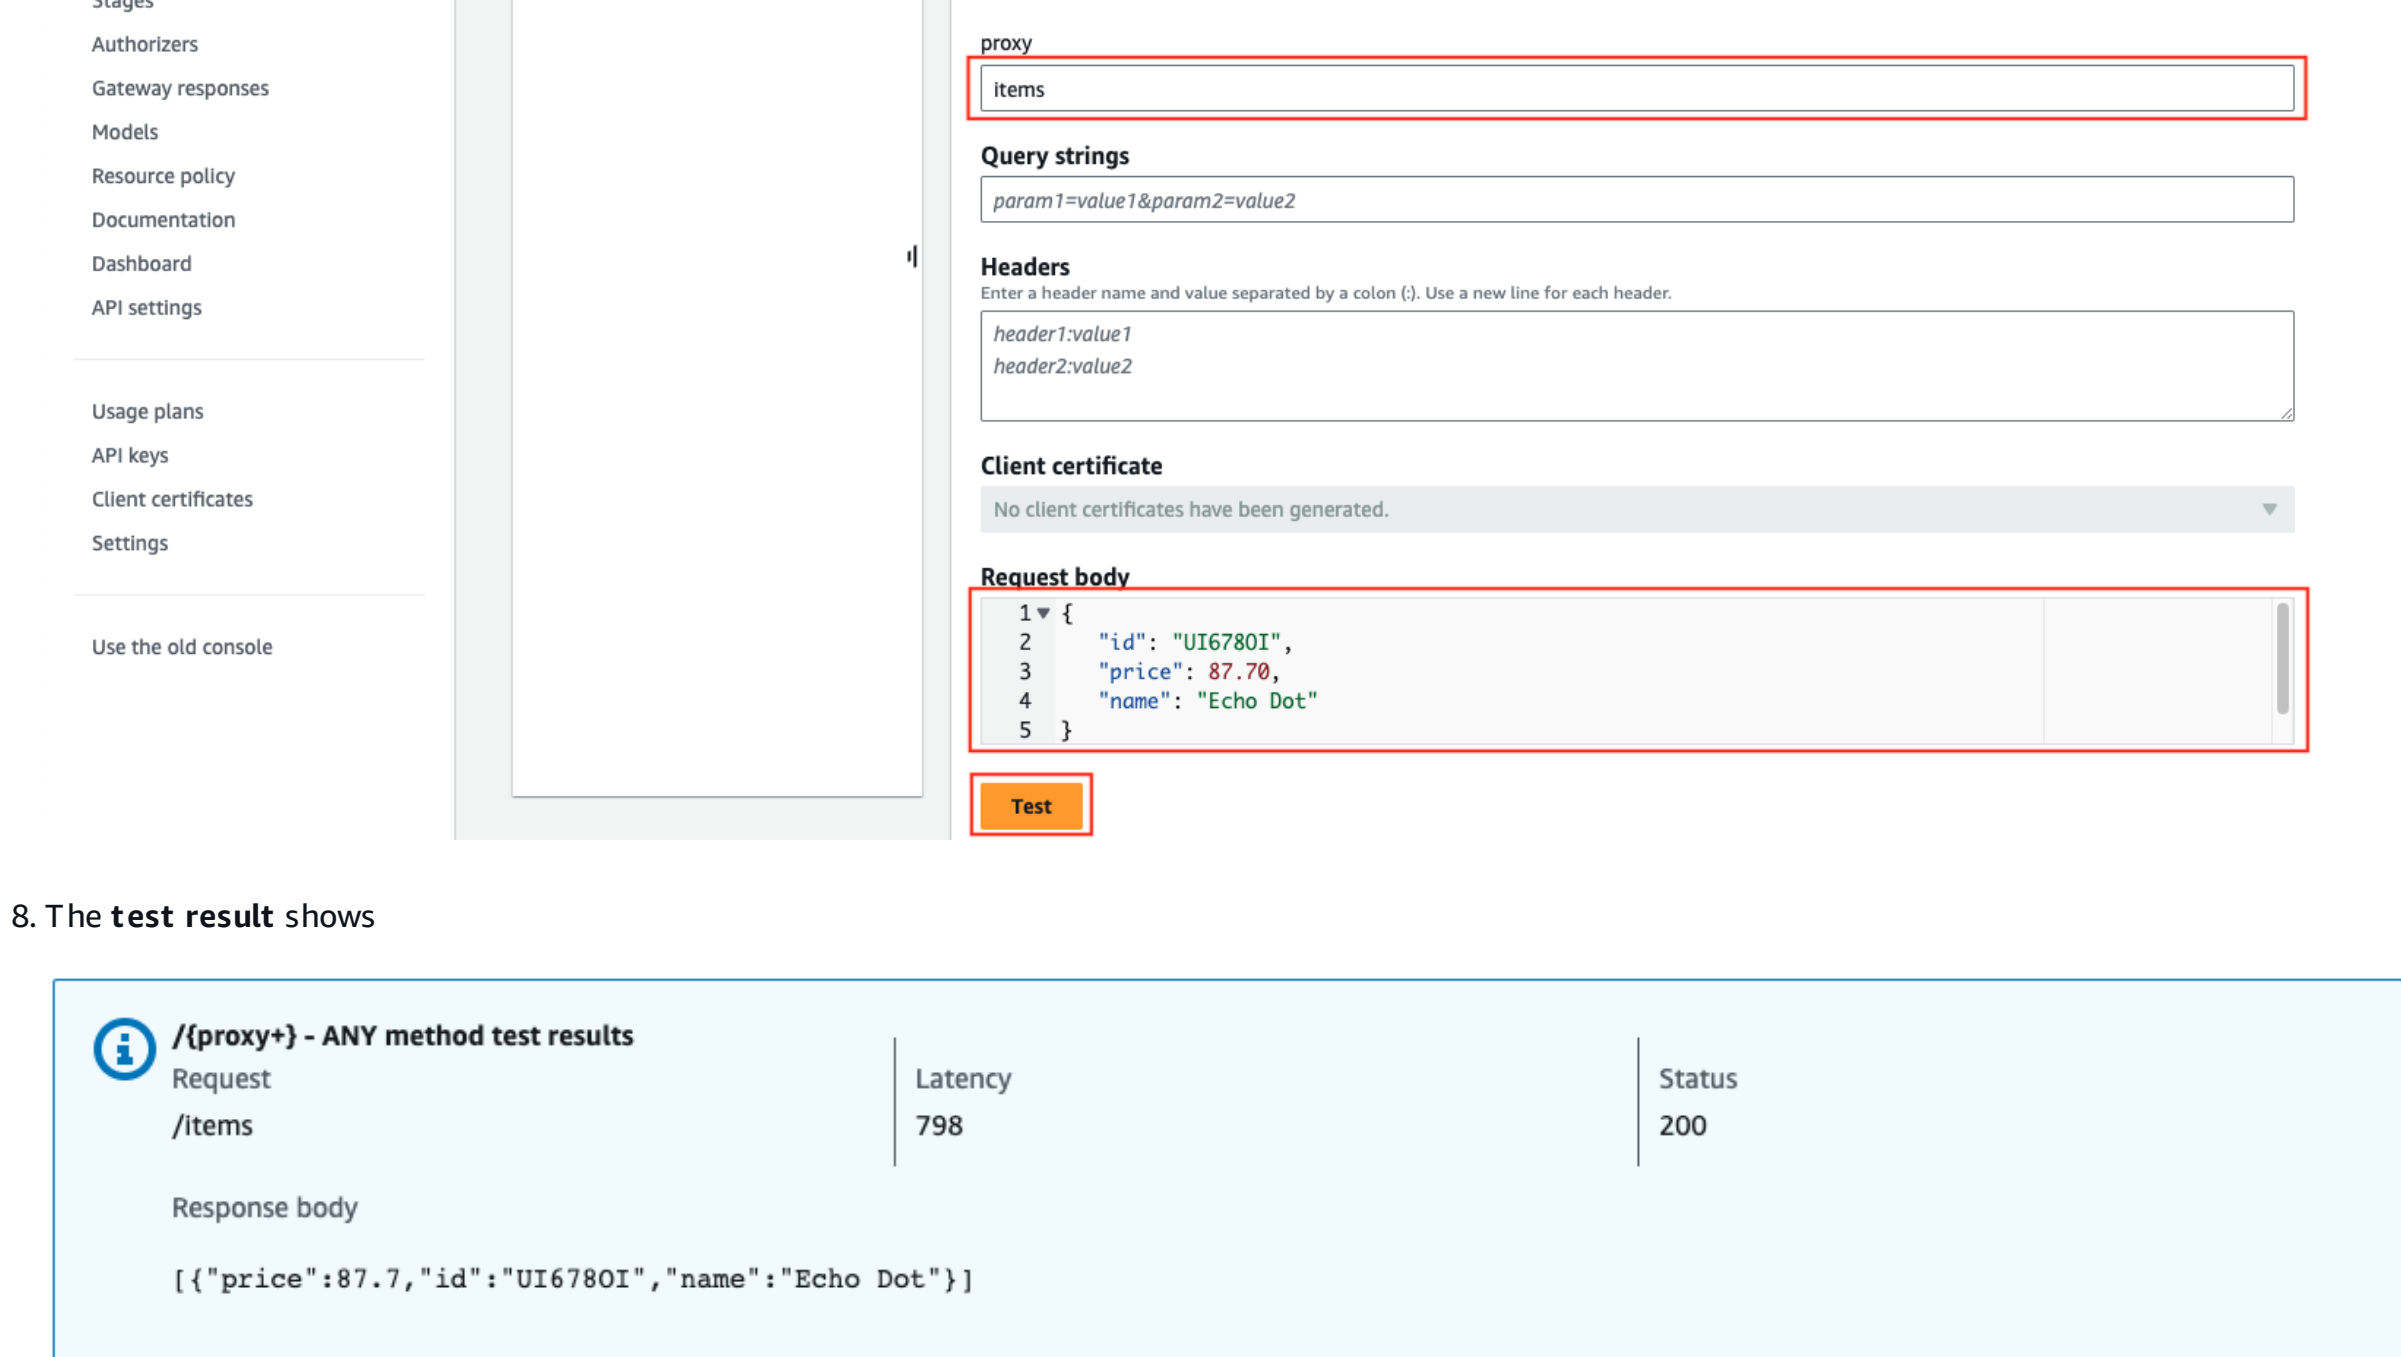 Stages
Authorizers
Gateway responses
Models
Resource policy
Documentation
Dashboard
API settings
Usage plans
API keys
Client certificates
Settings
Use the old console
proxy
items
Query strings
param1=value1&param2=value2
Headers
Enter a header name and value separated by a colon (:). Use a new line for each header.
header1:value1
header2:value2
Client certificate
No client certificates have been generated.
Request body
1 {
2 "id": "UI678OI",
3 "price": 87.70,
4 "name": "Echo Dot"
5 }
Test
8. The test result shows
/{proxy+} - ANY method test results
Request
/items
Latency
798
Status
200
Response body
[{"price":87.7,"id":"UI678OI","name":"Echo Dot"}]